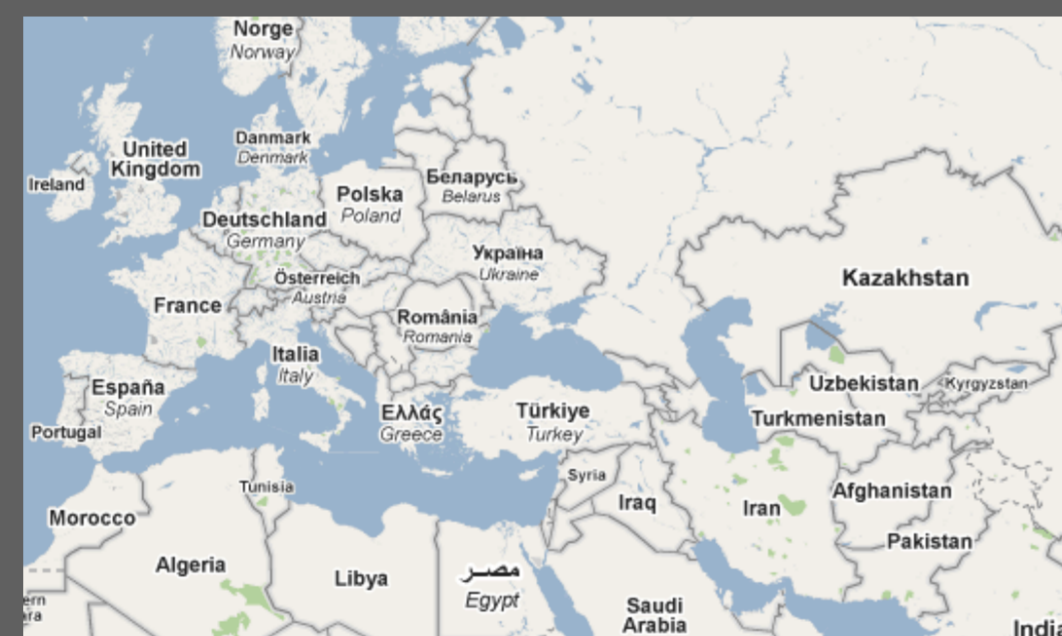 Norge
Norway
Danmark
Denmark
United
Kingdom
Ireland
Беларусь
Belarus
Polska
Poland
Deutschland
Germany
Україна
Ukraine
Österreich
Austria
Kazakhstan
France
România
Romania
Italia
Italy
España
Spain
Uzbekistan
Kyrgyzstan
Ελλάς
Greece
Türkiye
Turkey
Turkmenistan
Portugal
Tunisia
Syria
Iraq
Iran
Afghanistan
Morocco
Pakistan
Algeria
Libya
مصر
Egypt
Saudi
Arabia